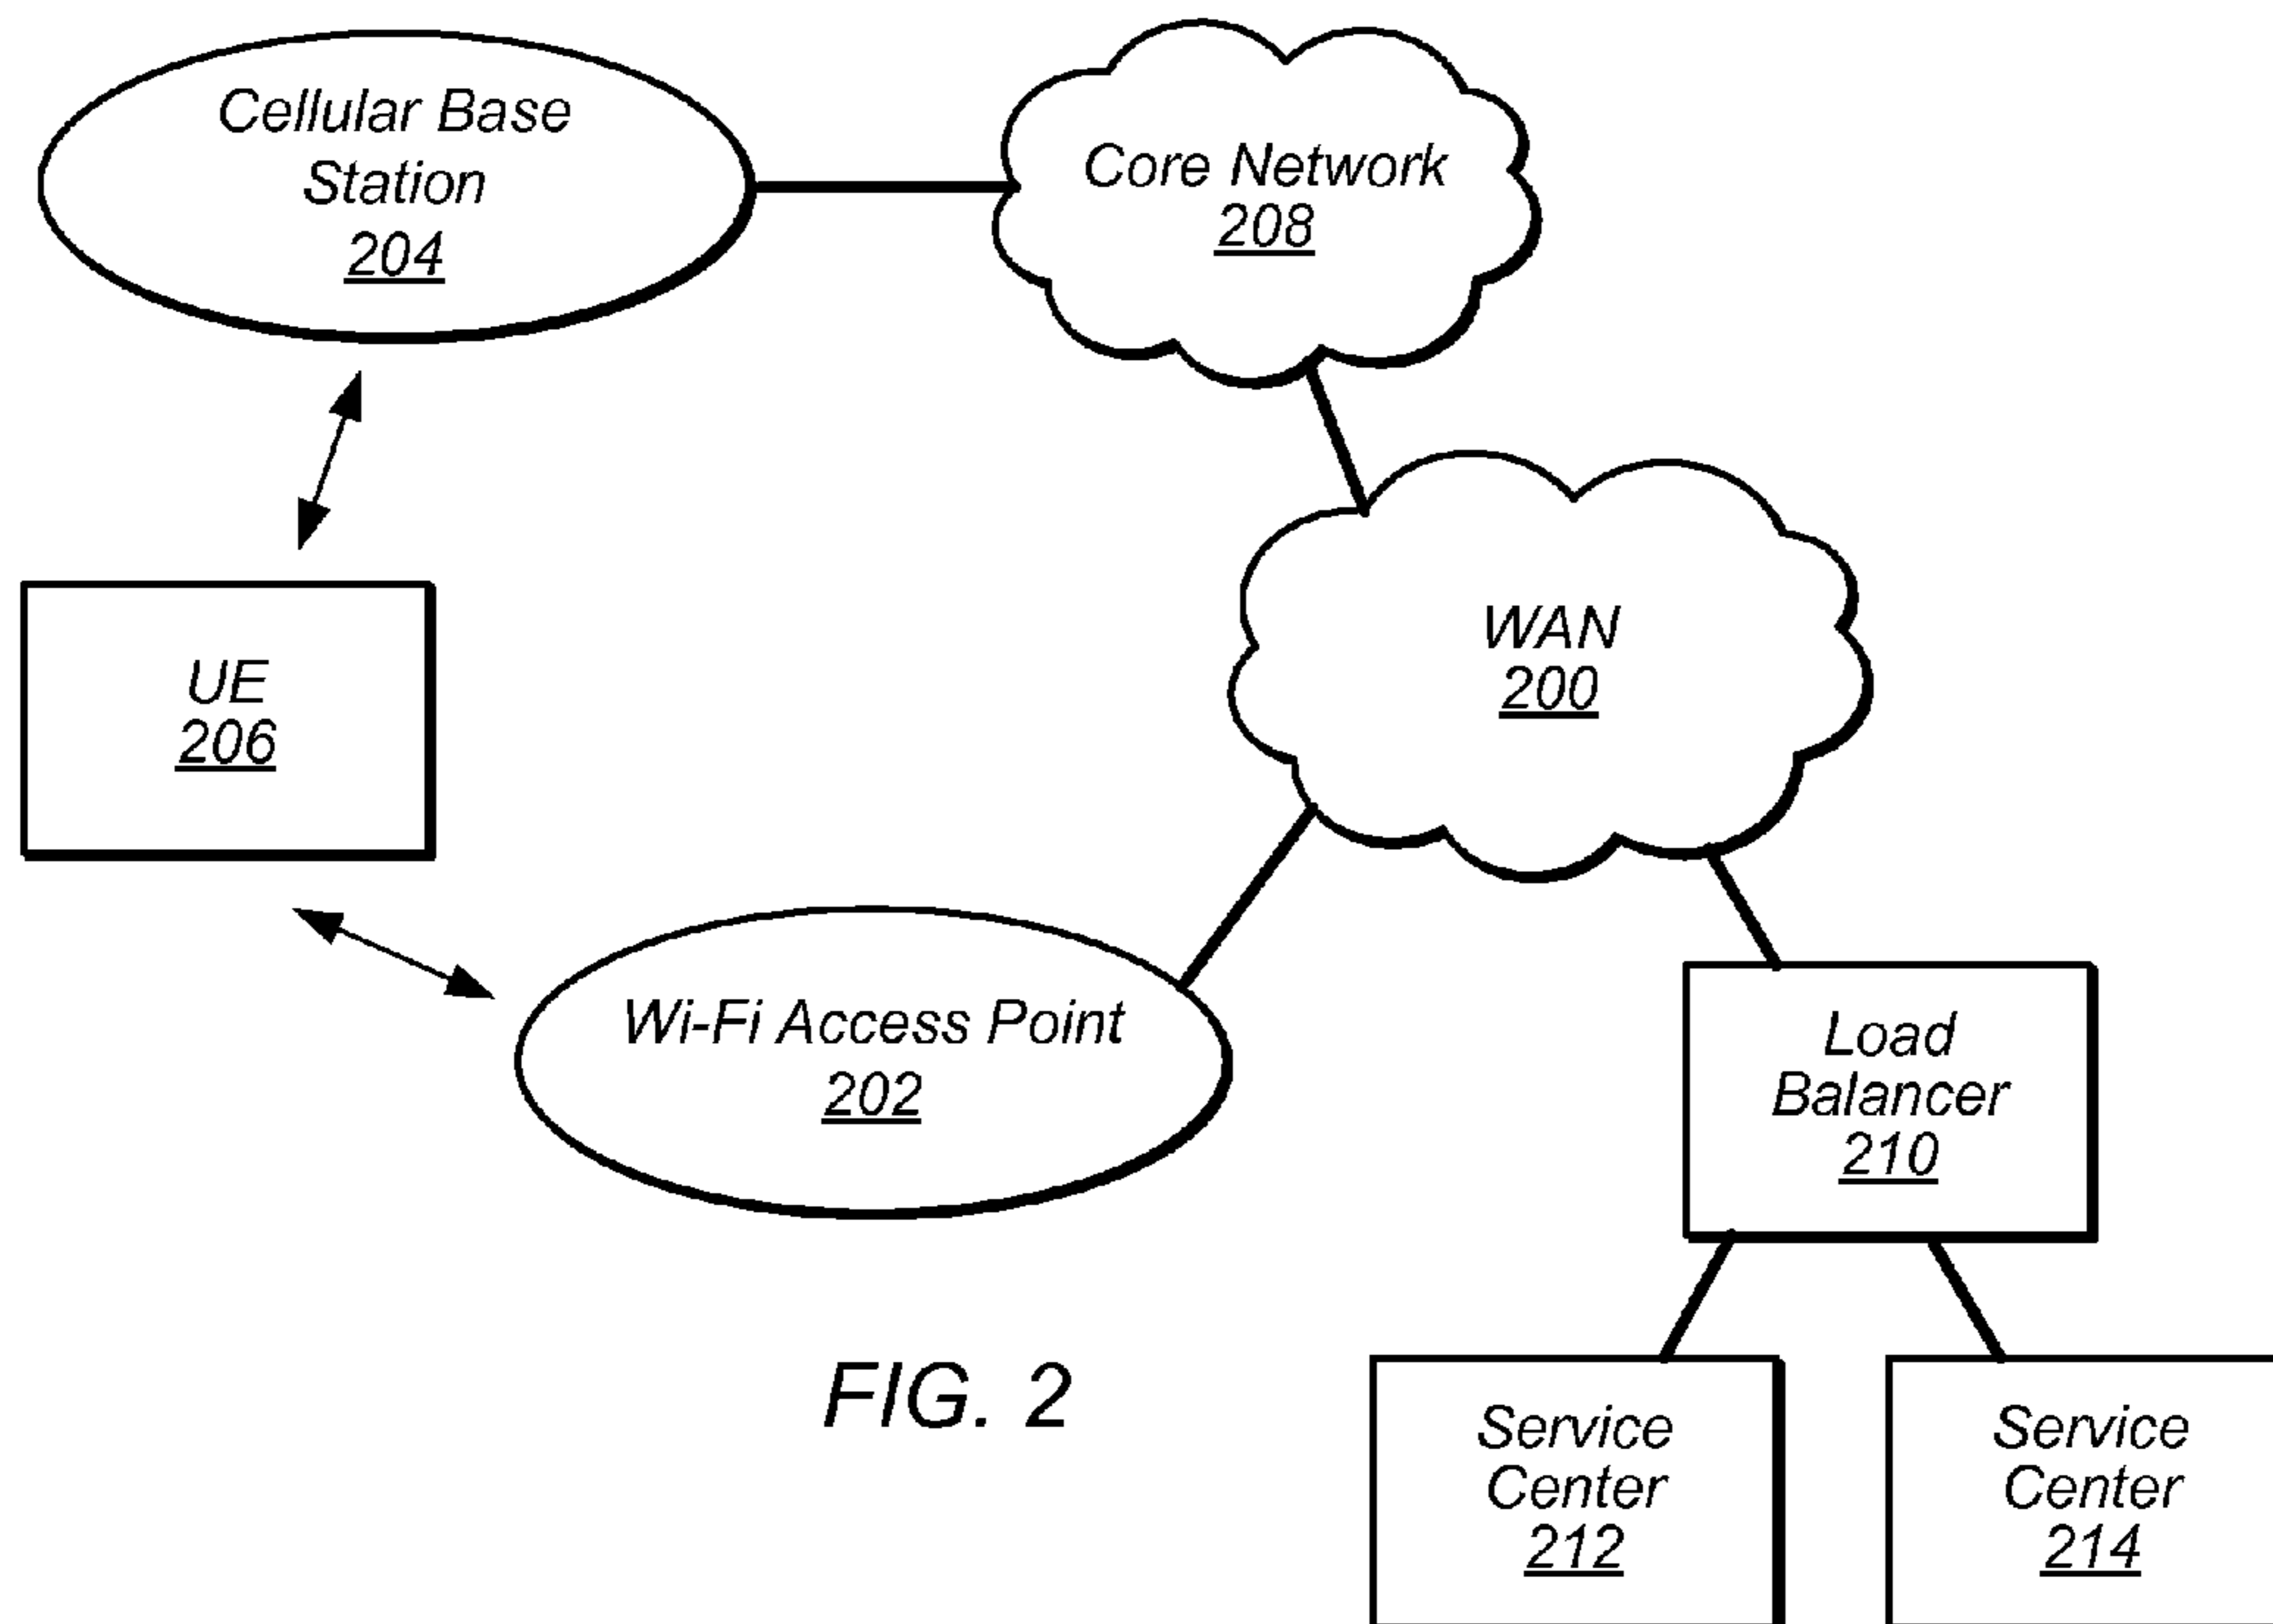 Cellular Base
Station
204
Core Network
208
UE
206
WAN
200
Wi-Fi Access Point
202
Load
Balancer
210
FIG. 2
Service
Center
212
Service
Center
214